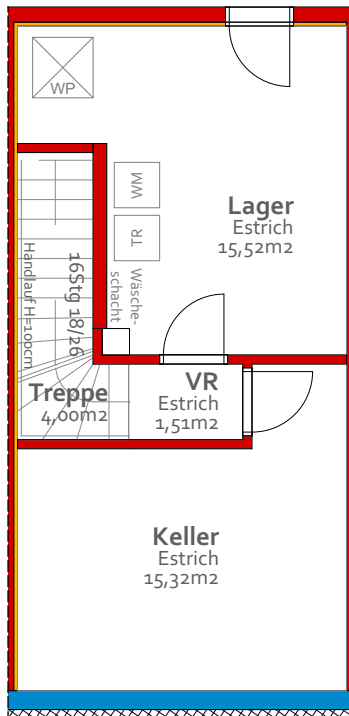 WP
WM
TR
Lager
Estrich
15,52m2
Wäsche-
schacht
16Stg 18/26
Handlauf H=100cm
Treppe
4,00m2
VR
Estrich
1,51m2
Keller
Estrich
15,32m2